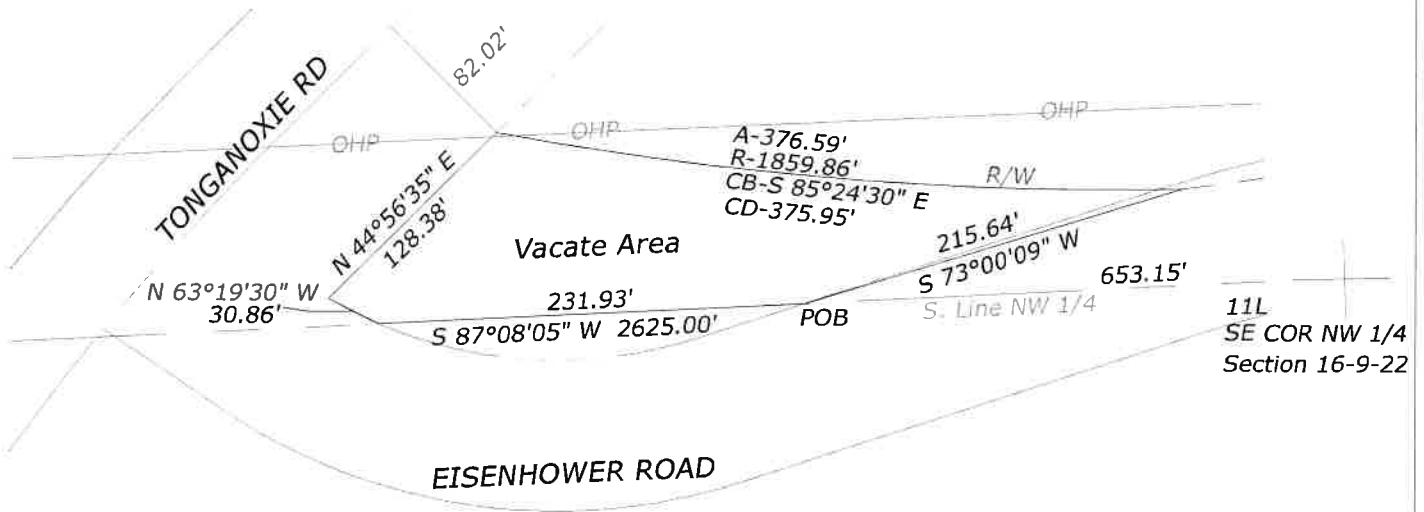 82.02'
TONGANOXIE RD
OHP
OHP
OHP
A-376.59'
R-1859.86'
CB-S 85°24'30" E
CD-375.95'
R/W
N 44°56'35" E
128.38'
Vacate Area
215.64'
S 73°00'09" W
N 63°19'30" W
30.86'
231.93'
S 87°08'05" W 2625.00'
POB
653.15'
S. Line NW 1/4
11L
SE COR NW 1/4
Section 16-9-22
EISENHOWER ROAD